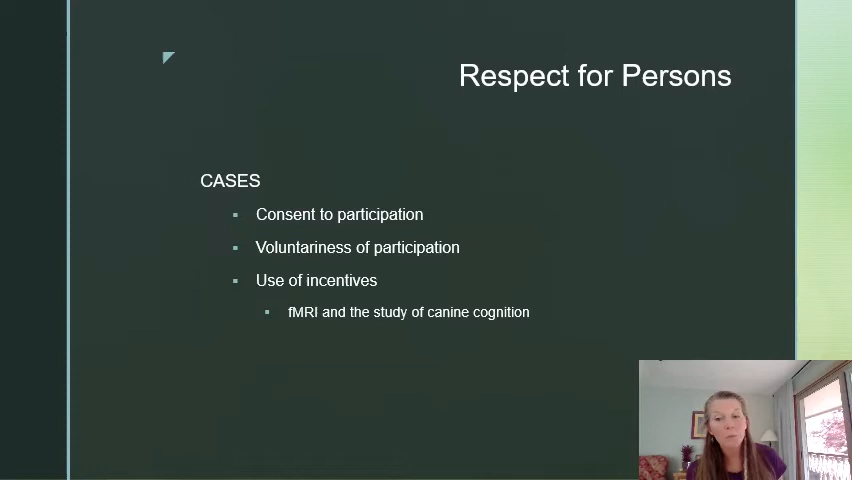 Respect for Persons
CASES
▪ Consent to participation
▪ Voluntariness of participation
▪ Use of incentives
▪ fMRI and the study of canine cognition